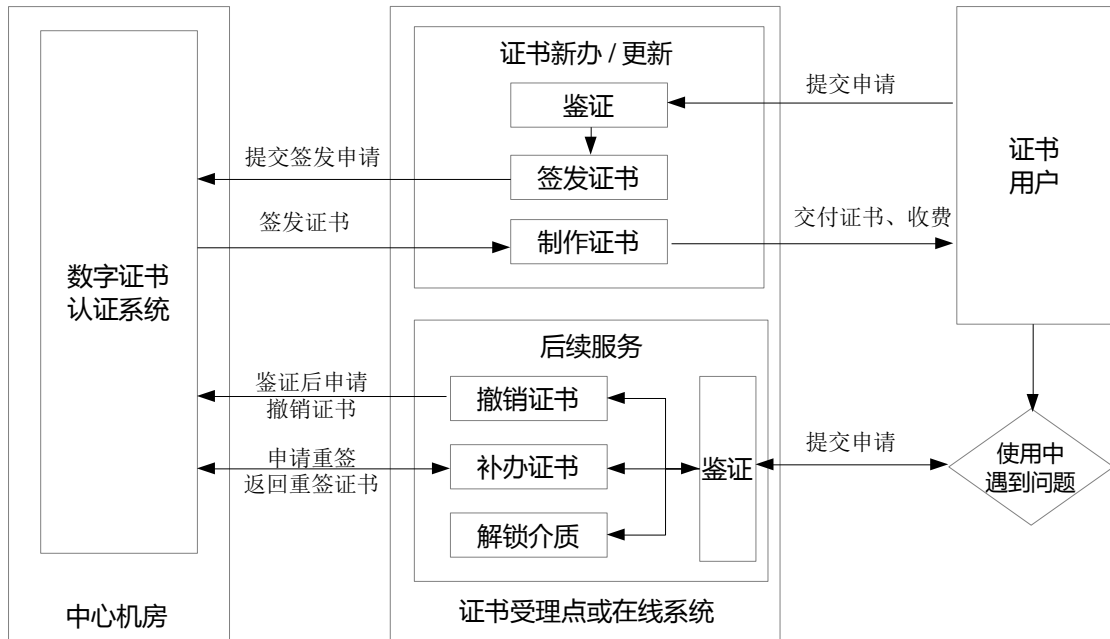 证书新办 / 更新
鉴证
提交申请
提交签发申请
签发证书
证书
用户
签发证书
制作证书
交付证书、收费
数字证书
认证系统
后续服务
鉴证后申请
撤销证书
撤销证书
申请重签
返回重签证书
补办证书
鉴证
提交申请
使用中
遇到问题
解锁介质
中心机房
证书受理点或在线系统